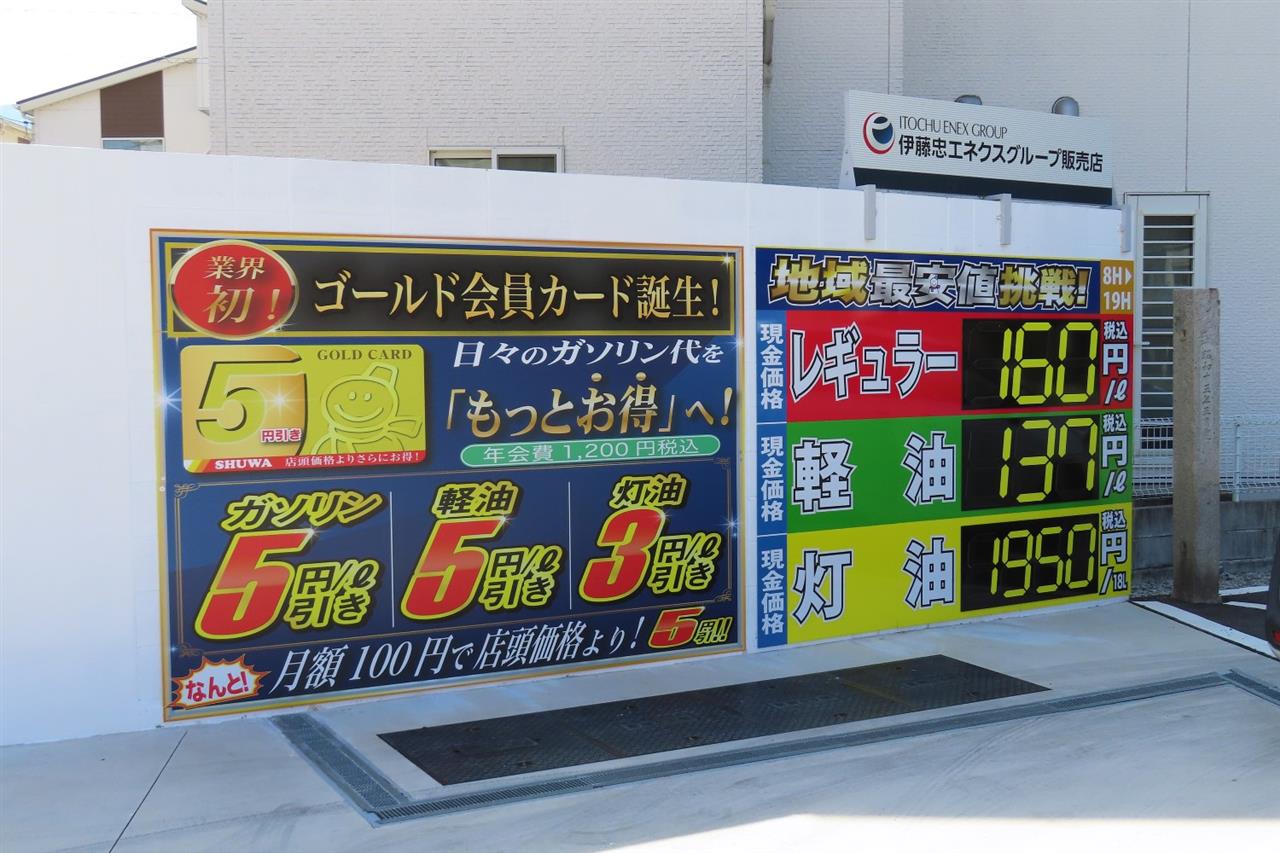 ITOCHU ENEX GROUP
伊藤忠エネクスグループ販売店
業界
初!
ゴールド会員カード誕生!
5
円引き
GOLD CARD
SHUWA 店頭価格よりさらにお得!
日々のガソリン代を
「もっとお得」へ!
年会費1,200円税込
ガソリン
5円/ℓ引き
軽油
5円/ℓ引き
灯油
3円/ℓ引き
なんと!
月額100円で店頭価格より!
5円引!!
地域最安値挑戦!
8H▶
19H
現金価格
レギュラー
160
税込
円/ℓ
現金価格
軽油
137
税込
円/ℓ
現金価格
灯油
1950
税込
円/18L